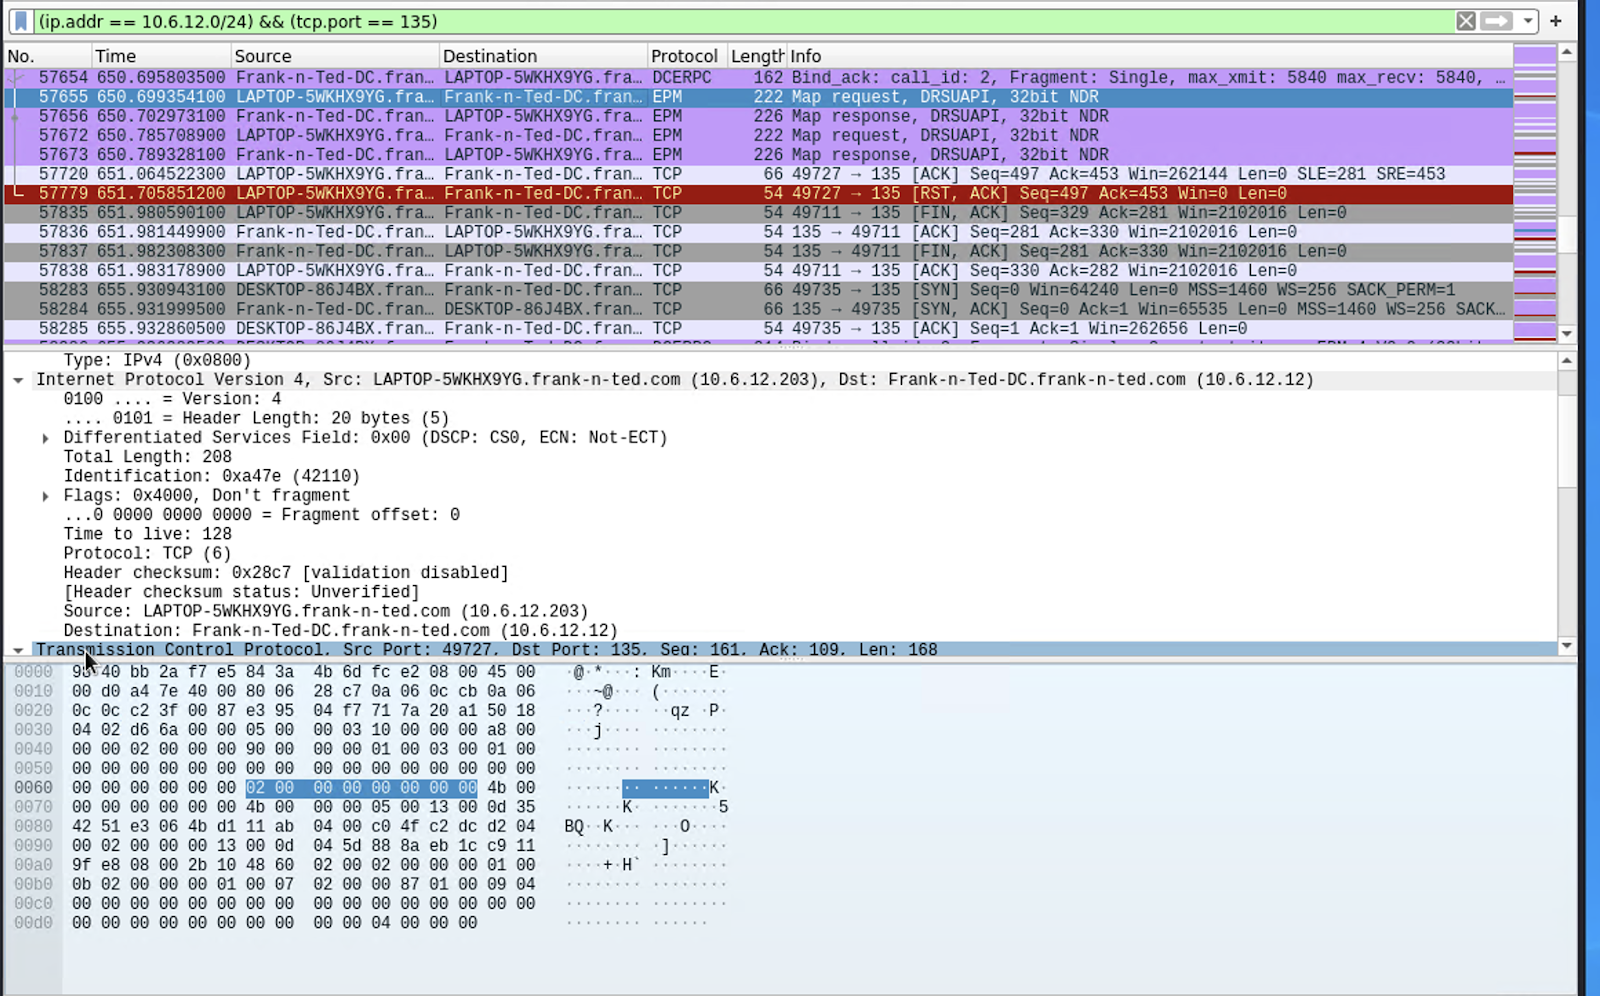 (ip.addr == 10.6.12.0/24) && (tcp.port == 135)
No. Time Source Destination Protocol Length Info
57654 650.695803500 Frank-n-Ted-DC.fran… LAPTOP-5WKHX9YG.fra… DCERPC 162 Bind_ack: call_id: 2, Fragment: Single, max_xmit: 5840 max_recv: 5840, …
57655 650.699354100 LAPTOP-5WKHX9YG.fra… Frank-n-Ted-DC.fran… EPM 222 Map request, DRSUAPI, 32bit NDR
57656 650.702973100 Frank-n-Ted-DC.fran… LAPTOP-5WKHX9YG.fra… EPM 226 Map response, DRSUAPI, 32bit NDR
57672 650.785708900 LAPTOP-5WKHX9YG.fra… Frank-n-Ted-DC.fran… EPM 222 Map request, DRSUAPI, 32bit NDR
57673 650.789328100 Frank-n-Ted-DC.fran… LAPTOP-5WKHX9YG.fra… EPM 226 Map response, DRSUAPI, 32bit NDR
57720 651.064522300 LAPTOP-5WKHX9YG.fra… Frank-n-Ted-DC.fran… TCP 66 49727 → 135 [ACK] Seq=497 Ack=453 Win=262144 Len=0 SLE=281 SRE=453
57779 651.705851200 LAPTOP-5WKHX9YG.fra… Frank-n-Ted-DC.fran… TCP 54 49727 → 135 [RST, ACK] Seq=497 Ack=453 Win=0 Len=0
57835 651.980590100 LAPTOP-5WKHX9YG.fra… Frank-n-Ted-DC.fran… TCP 54 49711 → 135 [FIN, ACK] Seq=329 Ack=281 Win=2102016 Len=0
57836 651.981449900 Frank-n-Ted-DC.fran… LAPTOP-5WKHX9YG.fra… TCP 54 135 → 49711 [ACK] Seq=281 Ack=330 Win=2102016 Len=0
57837 651.982308300 Frank-n-Ted-DC.fran… LAPTOP-5WKHX9YG.fra… TCP 54 135 → 49711 [FIN, ACK] Seq=281 Ack=330 Win=2102016 Len=0
57838 651.983178900 LAPTOP-5WKHX9YG.fra… Frank-n-Ted-DC.fran… TCP 54 49711 → 135 [ACK] Seq=330 Ack=282 Win=2102016 Len=0
58283 655.930943100 DESKTOP-86J4BX.fran… Frank-n-Ted-DC.fran… TCP 66 49735 → 135 [SYN] Seq=0 Win=64240 Len=0 MSS=1460 WS=256 SACK_PERM=1
58284 655.931999500 Frank-n-Ted-DC.fran… DESKTOP-86J4BX.fran… TCP 66 135 → 49735 [SYN, ACK] Seq=0 Ack=1 Win=65535 Len=0 MSS=1460 WS=256 SACK…
58285 655.932860500 DESKTOP-86J4BX.fran… Frank-n-Ted-DC.fran… TCP 54 49735 → 135 [ACK] Seq=1 Ack=1 Win=262656 Len=0
Type: IPv4 (0x0800)
Internet Protocol Version 4, Src: LAPTOP-5WKHX9YG.frank-n-ted.com (10.6.12.203), Dst: Frank-n-Ted-DC.frank-n-ted.com (10.6.12.12)
0100 .... = Version: 4
.... 0101 = Header Length: 20 bytes (5)
Differentiated Services Field: 0x00 (DSCP: CS0, ECN: Not-ECT)
Total Length: 208
Identification: 0xa47e (42110)
Flags: 0x4000, Don't fragment
...0 0000 0000 0000 = Fragment offset: 0
Time to live: 128
Protocol: TCP (6)
Header checksum: 0x28c7 [validation disabled]
[Header checksum status: Unverified]
Source: LAPTOP-5WKHX9YG.frank-n-ted.com (10.6.12.203)
Destination: Frank-n-Ted-DC.frank-n-ted.com (10.6.12.12)
Transmission Control Protocol, Src Port: 49727, Dst Port: 135, Seq: 161, Ack: 109, Len: 168
0000 98 40 bb 2a f7 e5 84 3a 4b 6d fc e2 08 00 45 00 ·@·*···: Km····E·
0010 00 d0 a4 7e 40 00 80 06 28 c7 0a 06 0c cb 0a 06 ···~@··· (·······
0020 0c 0c c2 3f 00 87 e3 95 04 f7 71 7a 20 a1 50 18 ···?···· ··qz ·P·
0030 04 02 d6 6a 00 00 05 00 00 03 10 00 00 00 a8 00 ···j···· ········
0040 00 00 02 00 00 00 90 00 00 00 01 00 03 00 01 00 ········ ········
0050 00 00 00 00 00 00 00 00 00 00 00 00 00 00 00 00 ········ ········
0060 00 00 00 00 00 00 02 00 00 00 00 00 00 00 4b 00 ········ ······K·
0070 00 00 00 00 00 00 4b 00 00 00 05 00 13 00 0d 35 ······K· ·······5
0080 42 51 e3 06 4b d1 11 ab 04 00 c0 4f c2 dc d2 04 BQ··K··· ···O····
0090 00 02 00 00 00 13 00 0d 04 5d 88 8a eb 1c c9 11 ········ ·]······
00a0 9f e8 08 00 2b 10 48 60 02 00 02 00 00 00 01 00 ····+·H` ········
00b0 0b 02 00 00 00 01 00 07 02 00 00 87 01 00 09 04 ········ ········
00c0 00 00 00 00 00 00 00 00 00 00 00 00 00 00 00 00 ········ ········
00d0 00 00 00 00 00 00 00 00 00 00 04 00 00 00 ········ ······